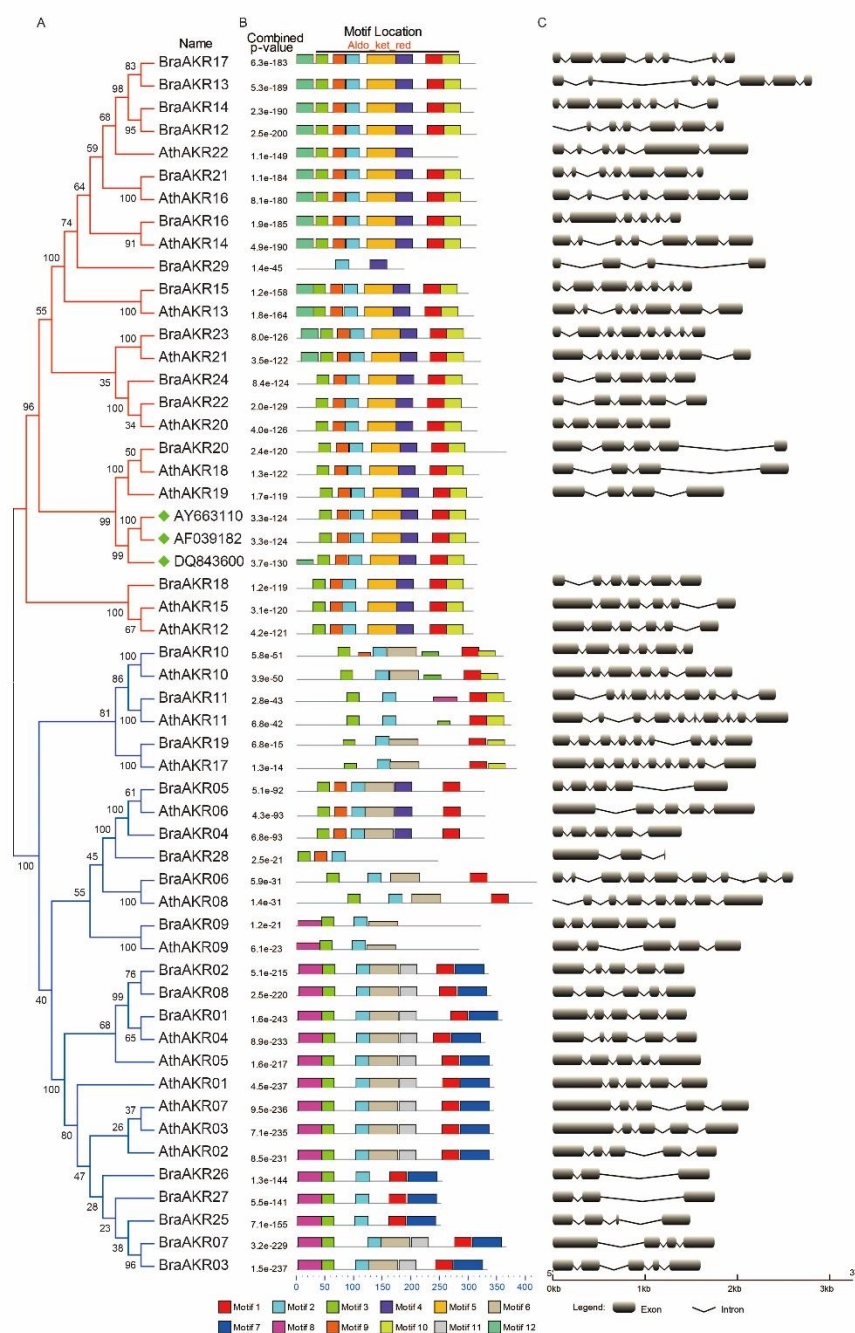 A B C
Name Combined p-value Motif Location
Aldo_ket_red
83 BraAKR17 6.3e-183
98 BraAKR13 5.3e-189
68 BraAKR14 2.3e-190
95 BraAKR12 2.5e-200
59 AthAKR22 1.1e-149
BraAKR21 1.1e-184
64 100 AthAKR16 8.1e-180
74 BraAKR16 1.9e-185
91 AthAKR14 4.9e-190
100 BraAKR29 1.4e-45
BraAKR15 1.2e-158
55 100 AthAKR13 1.8e-164
BraAKR23 8.0e-126
100 AthAKR21 3.5e-122
35 BraAKR24 8.4e-124
BraAKR22 2.0e-129
96 100 34 AthAKR20 4.0e-126
50 BraAKR20 2.4e-120
100 AthAKR18 1.3e-122
AthAKR19 1.7e-119
99 100 AY663110 3.3e-124
AF039182 3.3e-124
99 DQ843600 3.7e-130
BraAKR18 1.2e-119
100 AthAKR15 3.1e-120
67 AthAKR12 4.2e-121
100 BraAKR10 5.8e-51
86 AthAKR10 3.9e-50
81 BraAKR11 2.8e-43
100 AthAKR11 6.8e-42
BraAKR19 6.8e-15
100 AthAKR17 1.3e-14
61 BraAKR05 5.1e-92
100 AthAKR06 4.3e-93
100 BraAKR04 6.8e-93
45 BraAKR28 2.5e-21
100 55 BraAKR06 5.9e-31
100 AthAKR08 1.4e-31
BraAKR09 1.2e-21
100 AthAKR09 6.1e-23
76 BraAKR02 5.1e-215
40 99 BraAKR08 2.5e-220
68 BraAKR01 1.6e-243
65 AthAKR04 8.9e-233
AthAKR05 1.6e-217
100 AthAKR01 4.5e-237
37 AthAKR07 9.5e-236
80 26 AthAKR03 7.1e-235
AthAKR02 8.5e-231
47 BraAKR26 1.3e-144
28 BraAKR27 5.5e-141
23 BraAKR25 7.1e-155
38 BraAKR07 3.2e-229
96 BraAKR03 1.5e-237
0 50 100 150 200 250 300 350 400
5' 3'
0kb 1kb 2kb 3kb
Motif 1 Motif 2 Motif 3 Motif 4 Motif 5 Motif 6
Motif 7 Motif 8 Motif 9 Motif 10 Motif 11 Motif 12
Legend: Exon Intron